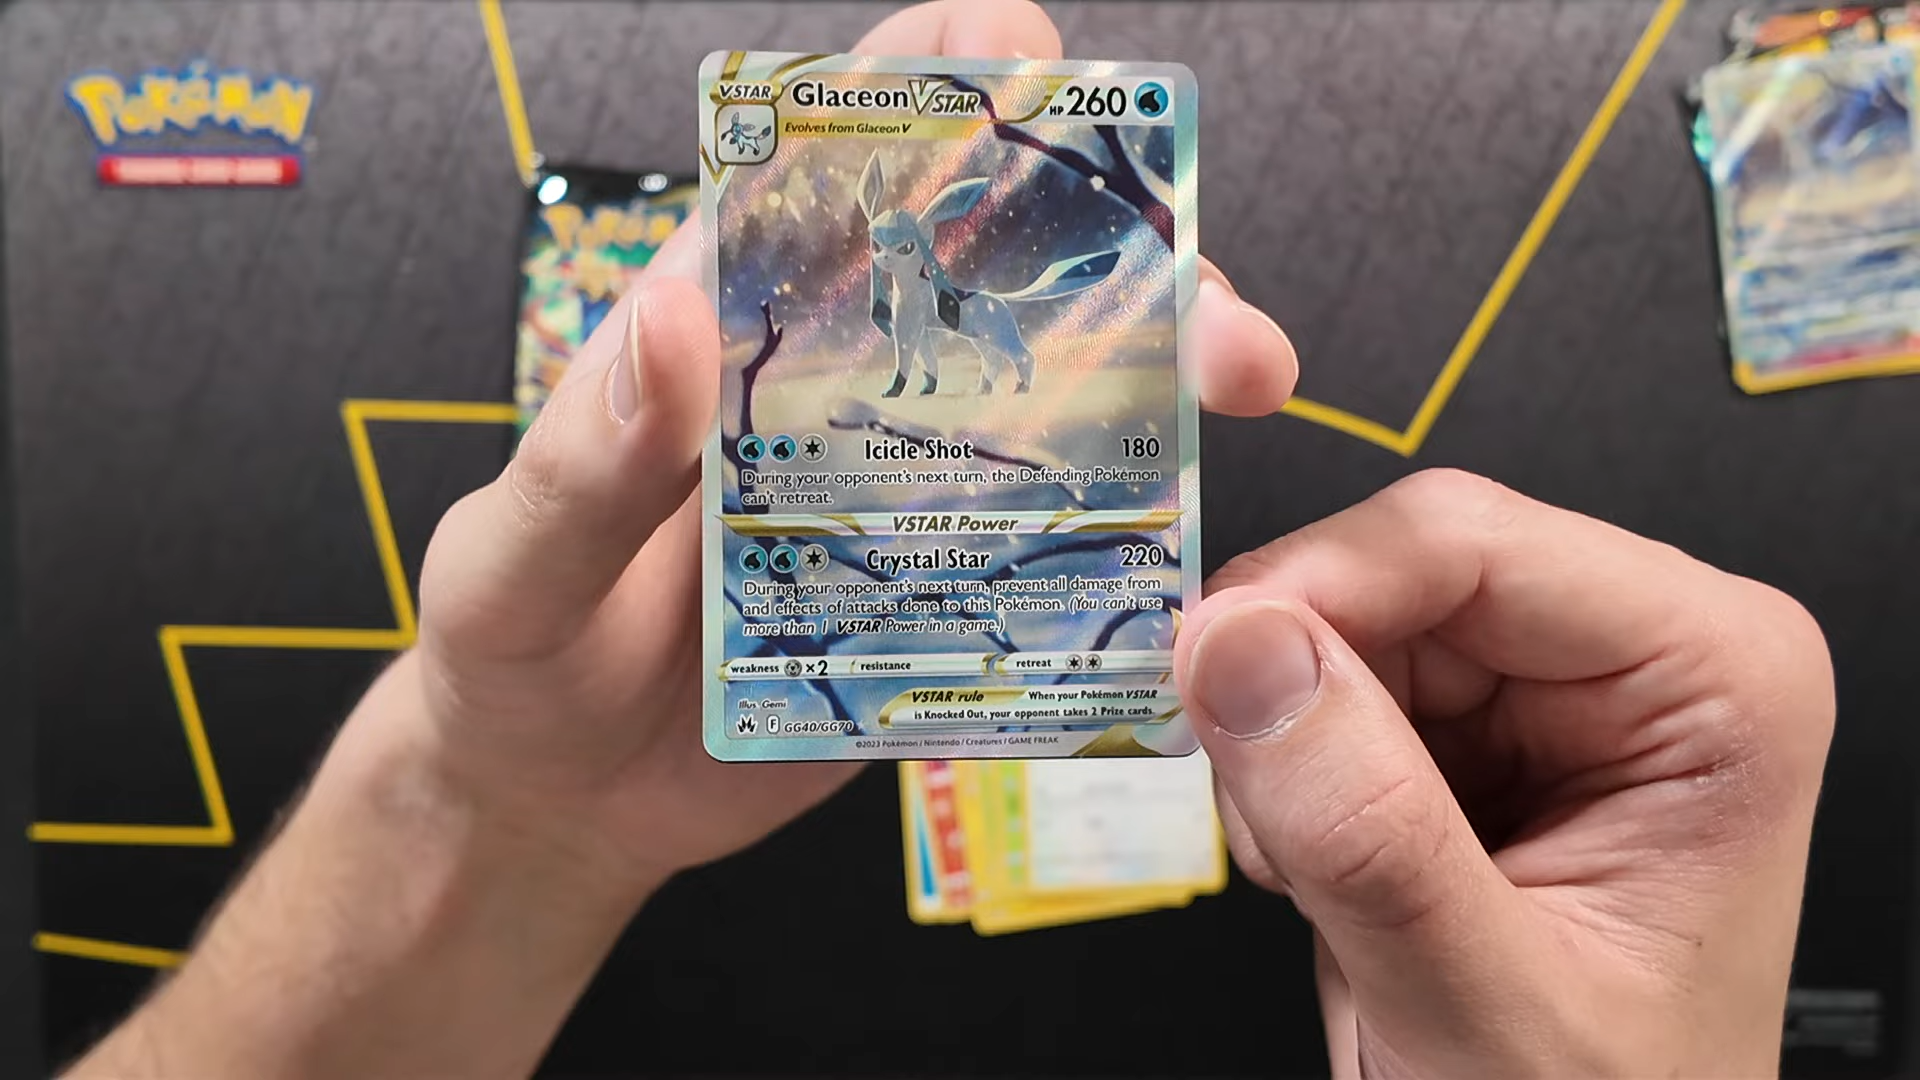 Pokémon
VSTAR
Glaceon VSTAR
HP 260
Evolves from Glaceon V
Pokémon
Icicle Shot 180
During your opponent's next turn, the Defending Pokémon
can't retreat.
VSTAR Power
Crystal Star 220
During your opponent's next turn, prevent all damage from
and effects of attacks done to this Pokémon. (You can't use
more than 1 VSTAR Power in a game.)
weakness ×2 resistance retreat
VSTAR rule When your Pokémon VSTAR
is Knocked Out, your opponent takes 2 Prize cards.
Illus. Gemi
F GG40/GG70
©2023 Pokémon / Nintendo / Creatures / GAME FREAK